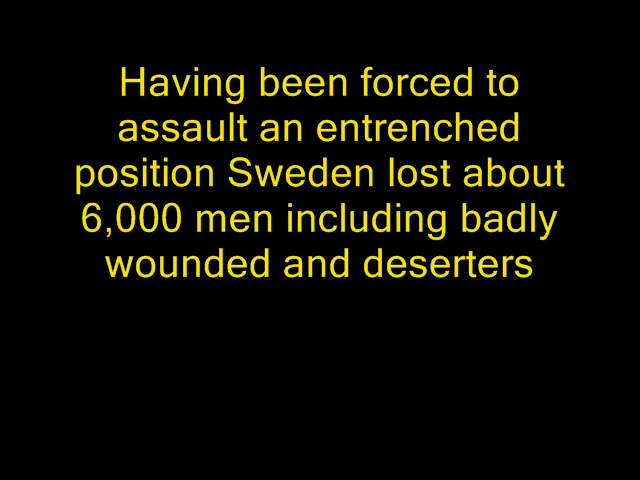 Having been forced to
assault an entrenched
position Sweden lost about
6,000 men including badly
wounded and deserters